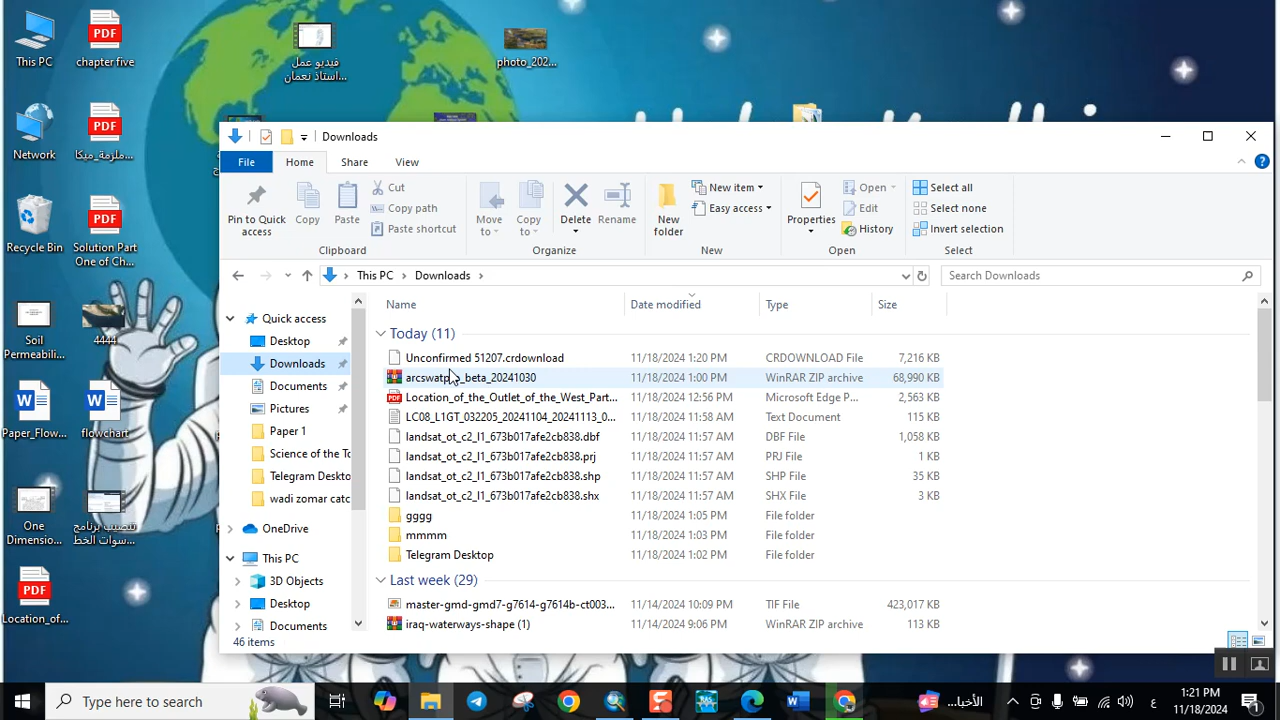 This PC
PDF
chapter five
فيديو عمل
استاذ نعمان...
photo_202...
Network
PDF
ملزمة_ميكا...
Recycle Bin
PDF
Solution Part
One of Ch...
Soil
Permeabili...
4444
Paper_Flow...
flowchart
One
Dimensio...
تنصيب برنامج
سوات الخط...
PDF
Location_of...
Downloads
File
Home
Share
View
Pin to Quick
access
Copy
Paste
Cut
Copy path
Paste shortcut
Clipboard
Move
to
Copy
to
Delete
Rename
Organize
New
folder
New item
Easy access
New
Properties
Open
Edit
History
Open
Select all
Select none
Invert selection
Select
This PC
Downloads
Search Downloads
Quick access
Desktop
Downloads
Documents
Pictures
Paper 1
Science of the To
Telegram Deskto
wadi zomar catc
OneDrive
This PC
3D Objects
Desktop
Documents
Name Date modified Type Size
Today (11)
Unconfirmed 51207.crdownload 11/18/2024 1:20 PM CRDOWNLOAD File 7,216 KB
_beta_20241030 11/18/2024 1:00 PM WinRAR ZIP archive 68,990 KB
Location_of_the_Outlet_of_the_West_Part... 11/18/2024 12:56 PM Microsoft Edge P... 2,563 KB
LC08_L1GT_032205_20241104_20241113_0... 11/18/2024 11:58 AM Text Document 115 KB
landsat_ot_c2_l1_673b017afe2cb838.dbf 11/18/2024 11:57 AM DBF File 1,058 KB
landsat_ot_c2_l1_673b017afe2cb838.prj 11/18/2024 11:57 AM PRJ File 1 KB
landsat_ot_c2_l1_673b017afe2cb838.shp 11/18/2024 11:57 AM SHP File 35 KB
landsat_ot_c2_l1_673b017afe2cb838.shx 11/18/2024 11:57 AM SHX File 3 KB
gggg 11/18/2024 1:05 PM File folder
mmmm 11/18/2024 1:03 PM File folder
Telegram Desktop 11/18/2024 1:02 PM File folder
Last week (29)
master-gmd-gmd7-g7614-g7614b-ct003... 11/14/2024 10:09 PM TIF File 423,017 KB
iraq-waterways-shape (1) 11/14/2024 9:06 PM WinRAR ZIP archive 113 KB
46 items
Type here to search
الأخبا...
ع
1:21 PM
11/18/2024
1